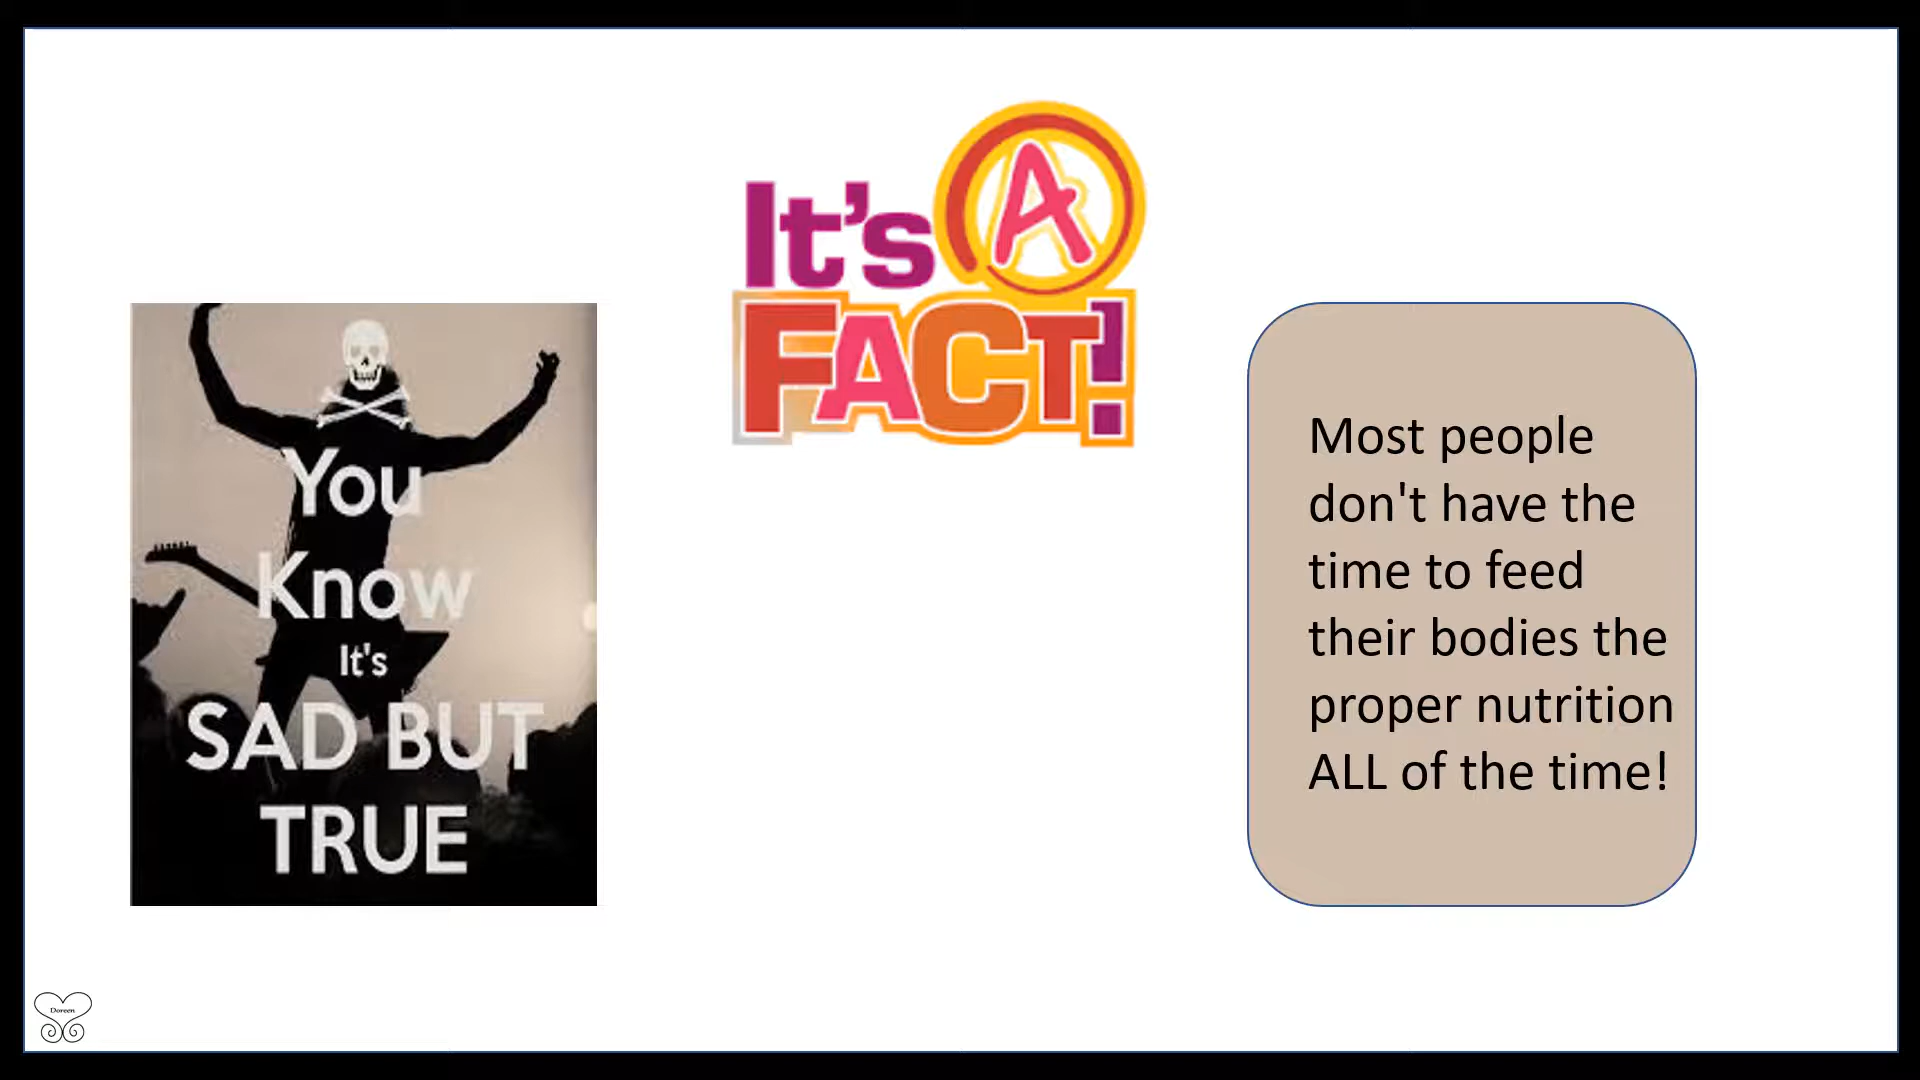 It's A
FACT!
You
Know
It's
SAD BUT
TRUE
Most people
don't have the
time to feed
their bodies the
proper nutrition
ALL of the time!
Doreen